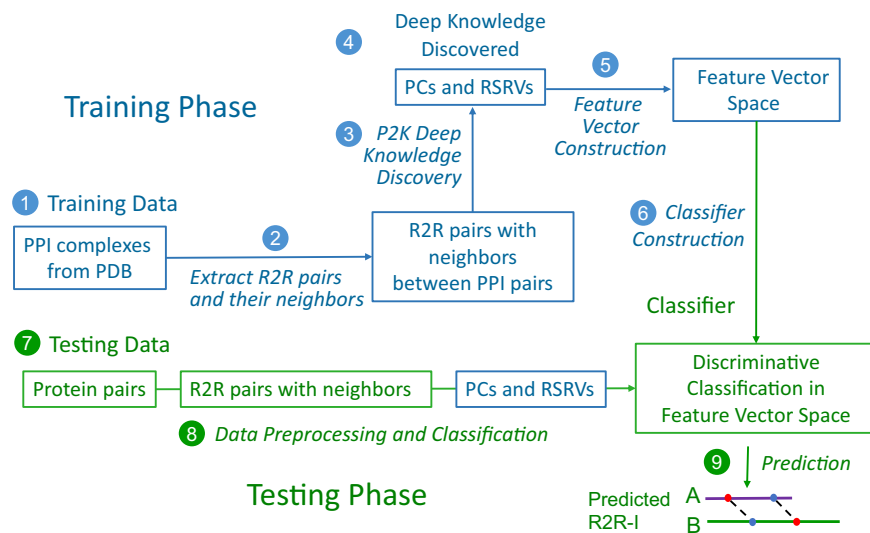 4 Deep Knowledge
Discovered
PCs and RSRVs
5
Feature
Vector
Construction
Feature Vector
Space
Training Phase
3 P2K Deep
Knowledge
Discovery
1 Training Data
PPI complexes
from PDB
2
Extract R2R pairs
and their neighbors
R2R pairs with
neighbors
between PPI pairs
6 Classifier
Construction
Classifier
7 Testing Data
Protein pairs
R2R pairs with neighbors
PCs and RSRVs
Discriminative
Classification in
Feature Vector Space
8 Data Preprocessing and Classification
9 Prediction
Testing Phase
Predicted
R2R-I
A
B